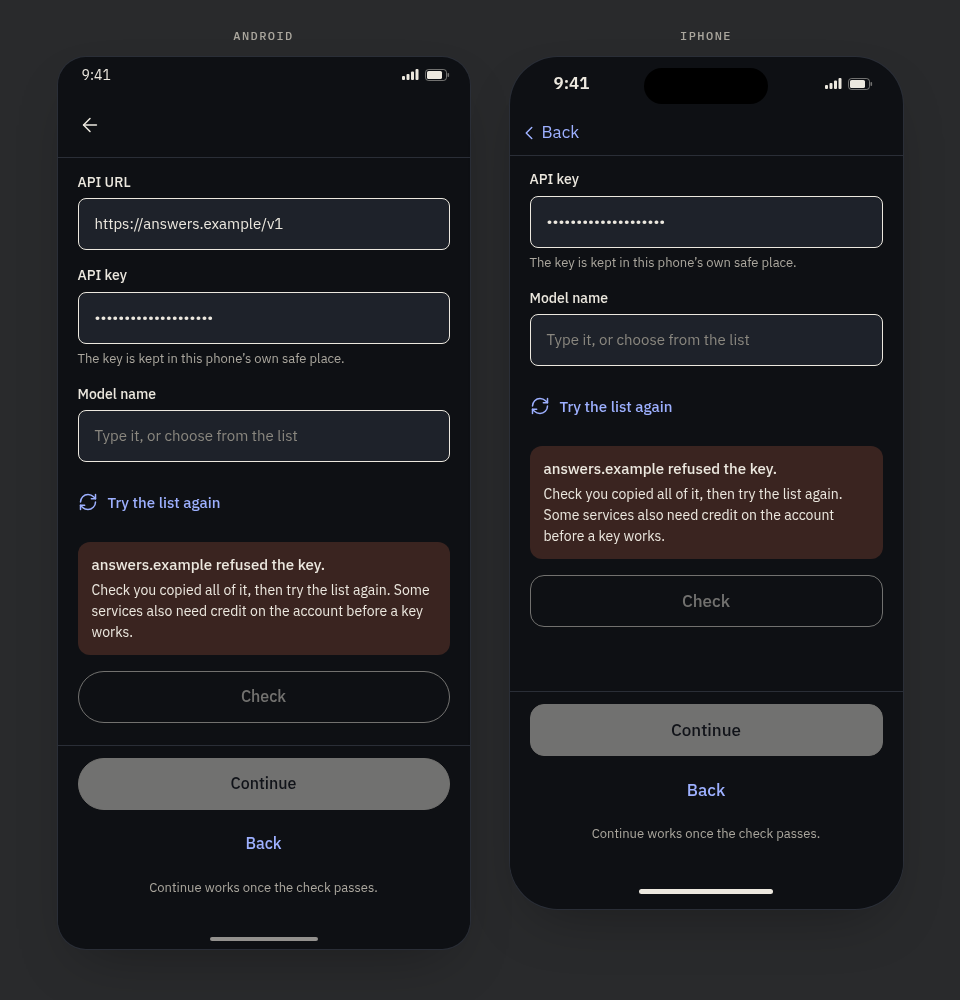 ANDROID
9:41
API URL
https://answers.example/v1
API key
•••••••••••••••••••
The key is kept in this phone’s own safe place.
Model name
Type it, or choose from the list
Try the list again
answers.example refused the key.
Check you copied all of it, then try the list again. Some
services also need credit on the account before a key
works.
Check
Continue
Back
Continue works once the check passes.
IPHONE
9:41
Back
API key
•••••••••••••••••••
The key is kept in this phone’s own safe place.
Model name
Type it, or choose from the list
Try the list again
answers.example refused the key.
Check you copied all of it, then try the list again.
Some services also need credit on the account
before a key works.
Check
Continue
Back
Continue works once the check passes.